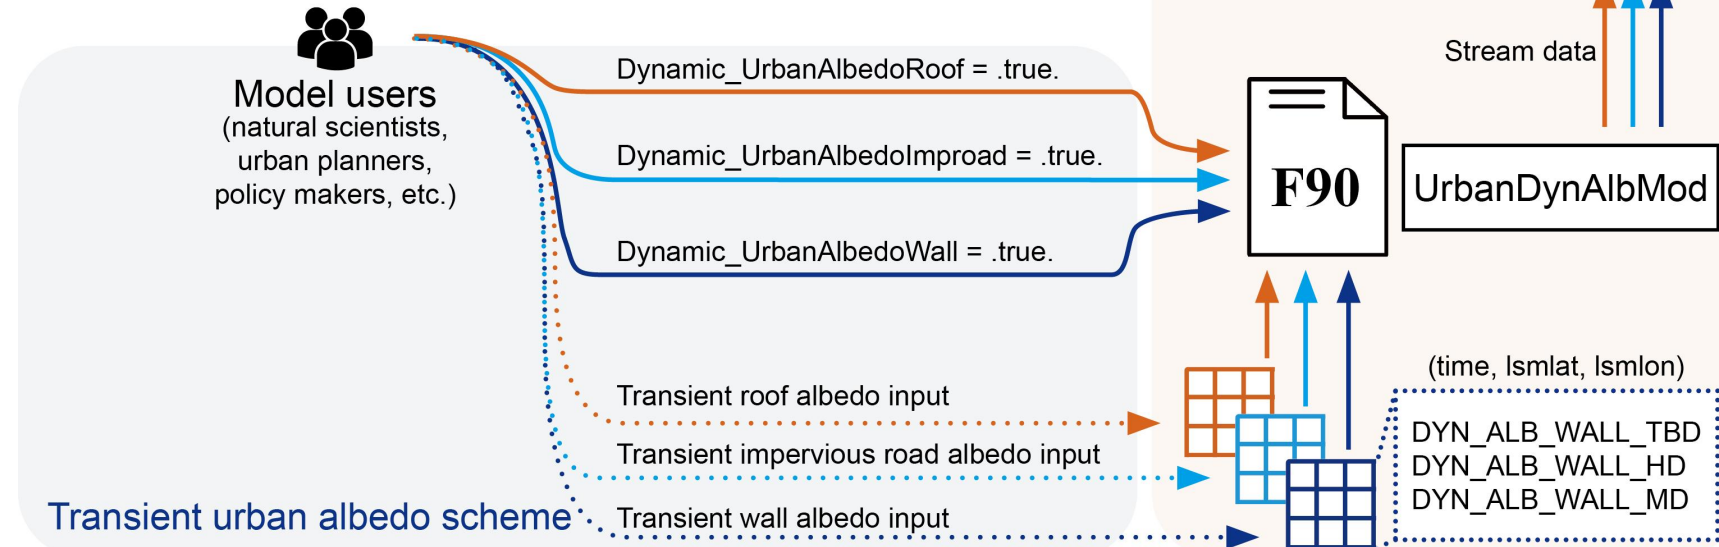 Model users
(natural scientists,
urban planners,
policy makers, etc.)
Dynamic_UrbanAlbedoRoof = .true.
Dynamic_UrbanAlbedoImproad = .true.
Dynamic_UrbanAlbedoWall = .true.
Stream data
F90
UrbanDynAlbMod
Transient roof albedo input
Transient impervious road albedo input
Transient wall albedo input
Transient urban albedo scheme
(time, lsmlat, lsmlon)
DYN_ALB_WALL_TBD
DYN_ALB_WALL_HD
DYN_ALB_WALL_MD